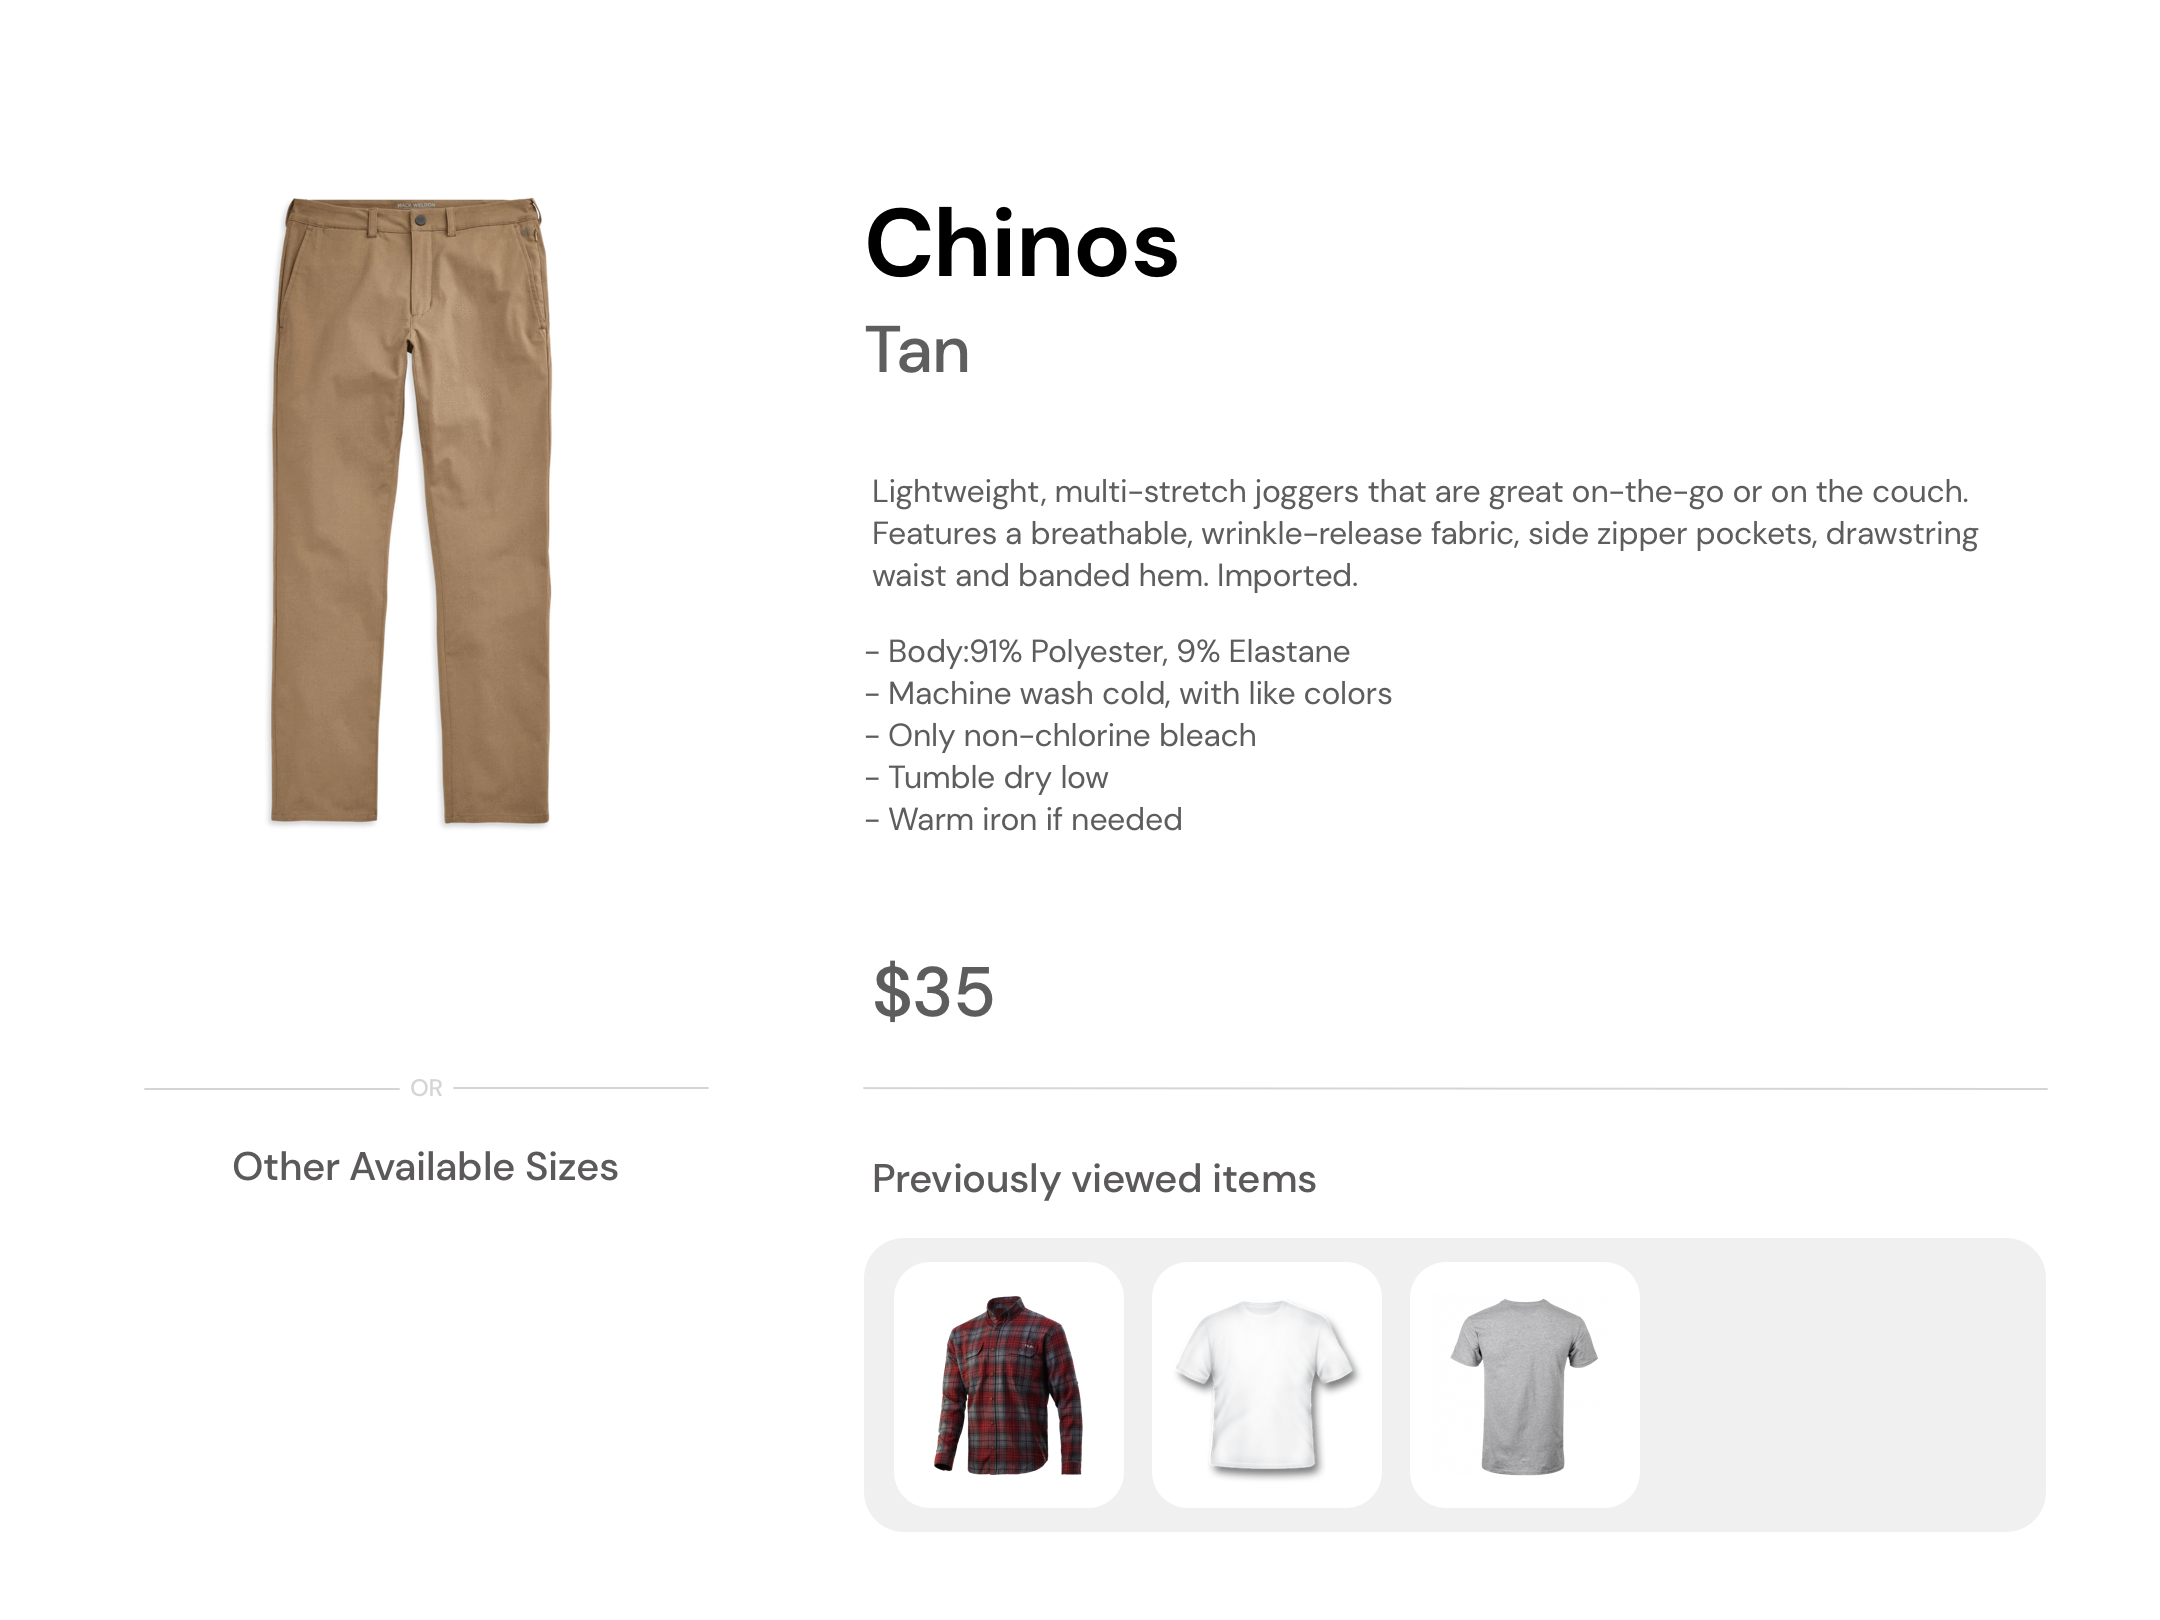 MACK WELDON
Chinos
Tan
Lightweight, multi-stretch joggers that are great on-the-go or on the couch.
Features a breathable, wrinkle-release fabric, side zipper pockets, drawstring
waist and banded hem. Imported.
- Body:91% Polyester, 9% Elastane
- Machine wash cold, with like colors
- Only non-chlorine bleach
- Tumble dry low
- Warm iron if needed
$35
OR
Other Available Sizes
Previously viewed items